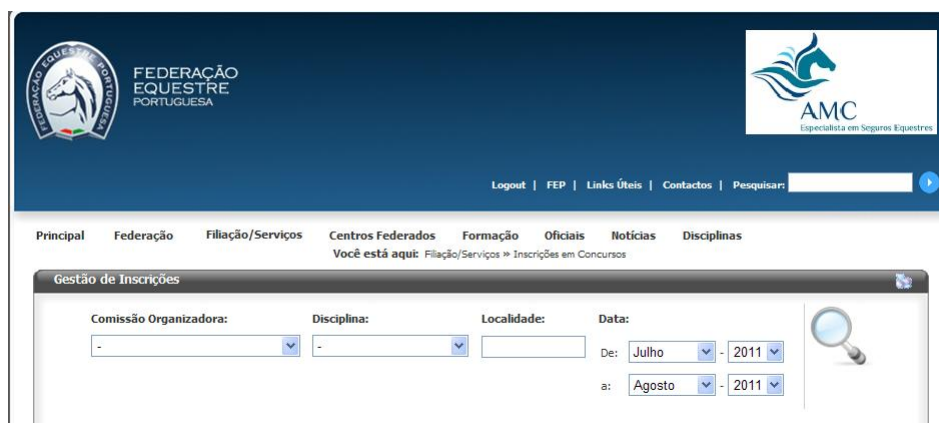 FEDERAÇÃO EQUESTRE PORTUGUESA
FEDERAÇÃO
EQUESTRE
PORTUGUESA
AMC
Especialista em Seguros Equestres
Logout | FEP | Links Úteis | Contactos | Pesquisar:
Principal Federação Filiação/Serviços Centros Federados Formação Oficiais Notícias Disciplinas
Você está aqui: Filiação/Serviços » Inscrições em Concursos
Gestão de Inscrições
Comissão Organizadora: Disciplina: Localidade: Data:
- - De: Julho - 2011
a: Agosto - 2011